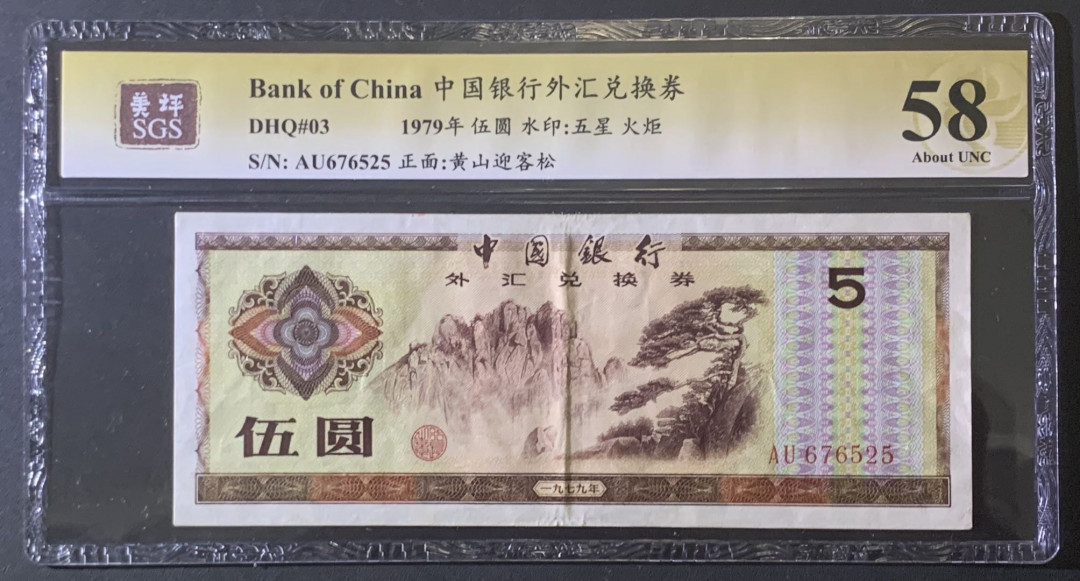 美评
SGS
Bank of China 中国银行外汇兑换券
DHQ#03 1979年 伍圆 水印:五星 火炬
S/N: AU676525 正面:黄山迎客松
58
About UNC
中國銀行
外汇兑换券
5
伍圆
AU 676525
一九七九年